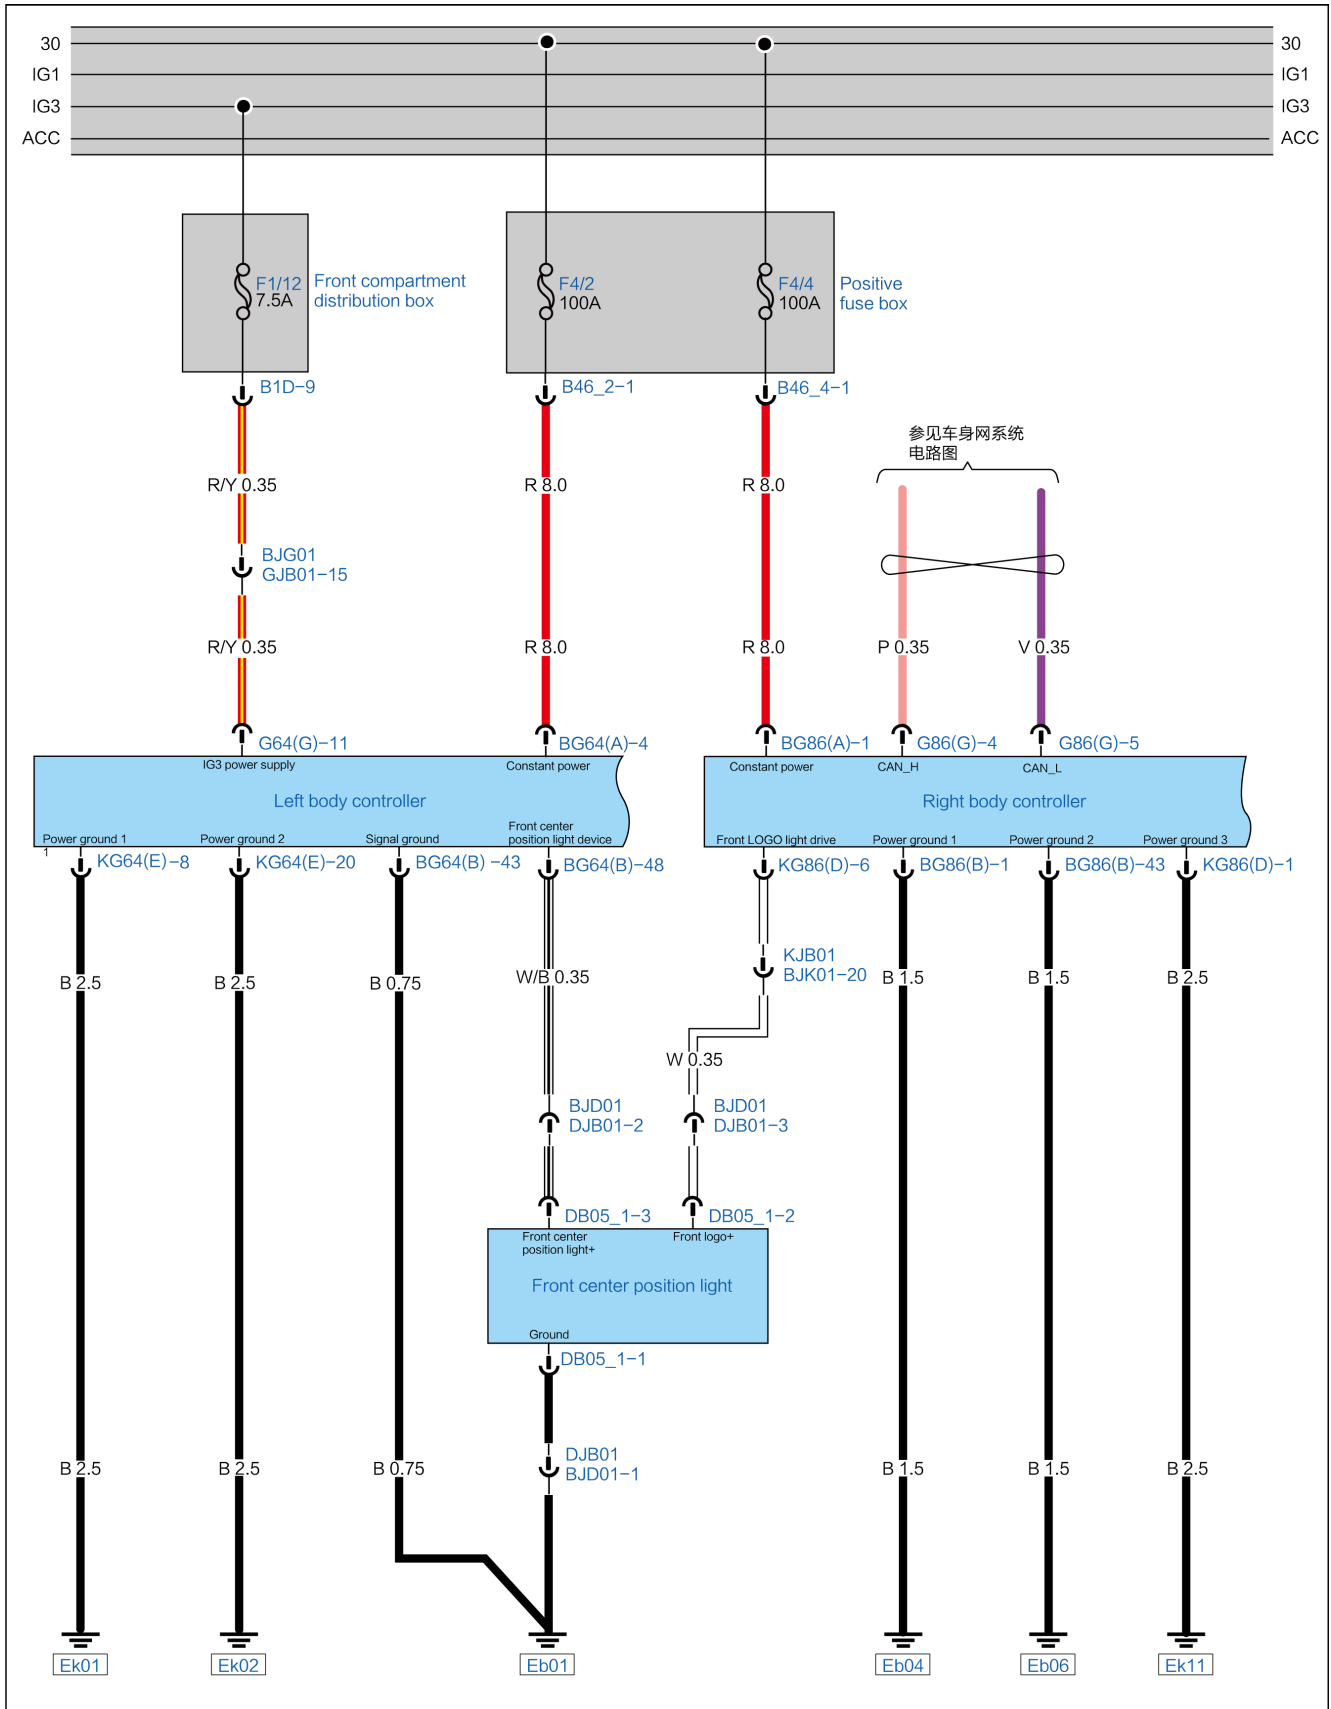 30
30
IG1
IG1
IG3
IG3
ACC
ACC
F1/12
7.5A
Front compartment
distribution box
F4/2
100A
F4/4
100A
Positive
fuse box
B1D-9
B46_2-1
B46_4-1
参见车身网系统
电路图
R/Y 0.35
R 8.0
R 8.0
BJG01
GJB01-15
R/Y 0.35
R 8.0
R 8.0
P 0.35
V 0.35
G64(G)-11
BG64(A)-4
BG86(A)-1
G86(G)-4
G86(G)-5
IG3 power supply
Constant power
Constant power
CAN_H
CAN_L
Left body controller
Right body controller
Power ground 1
1
Power ground 2
Signal ground
Front center
position light device
Front LOGO light drive
Power ground 1
Power ground 2
Power ground 3
KG64(E)-8
KG64(E)-20
BG64(B)-43
BG64(B)-48
KG86(D)-6
BG86(B)-1
BG86(B)-43
KG86(D)-1
B 2.5
B 2.5
B 0.75
W/B 0.35
KJB01
BJK01-20
B 1.5
B 1.5
B 2.5
W 0.35
BJD01
DJB01-2
BJD01
DJB01-3
DB05_1-3
DB05_1-2
Front center
position light+
Front logo+
Front center position light
Ground
DB05_1-1
DJB01
BJD01-1
B 2.5
B 2.5
B 0.75
B 1.5
B 1.5
B 2.5
Ek01
Ek02
Eb01
Eb04
Eb06
Ek11